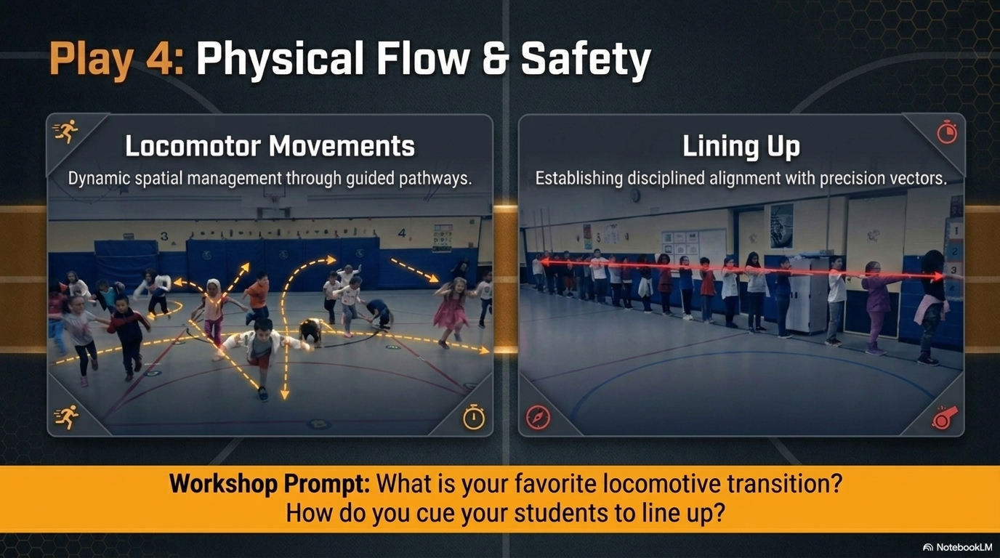 Play 4: Physical Flow & Safety
Locomotor Movements
Dynamic spatial management through guided pathways.
3
4
Lining Up
Establishing disciplined alignment with precision vectors.
3
1
2
3
Workshop Prompt: What is your favorite locomotive transition?
How do you cue your students to line up?
NotebookLM